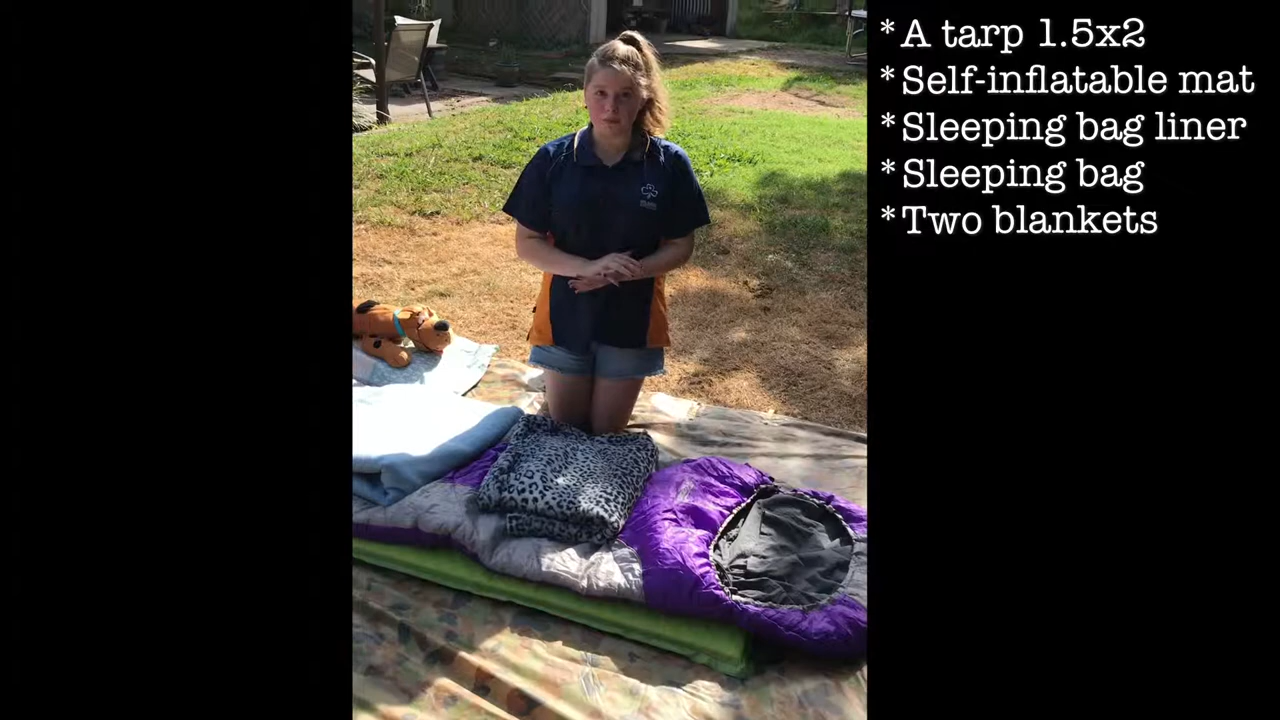 *A tarp 1.5x2
*Self-inflatable mat
*Sleeping bag liner
*Sleeping bag
*Two blankets